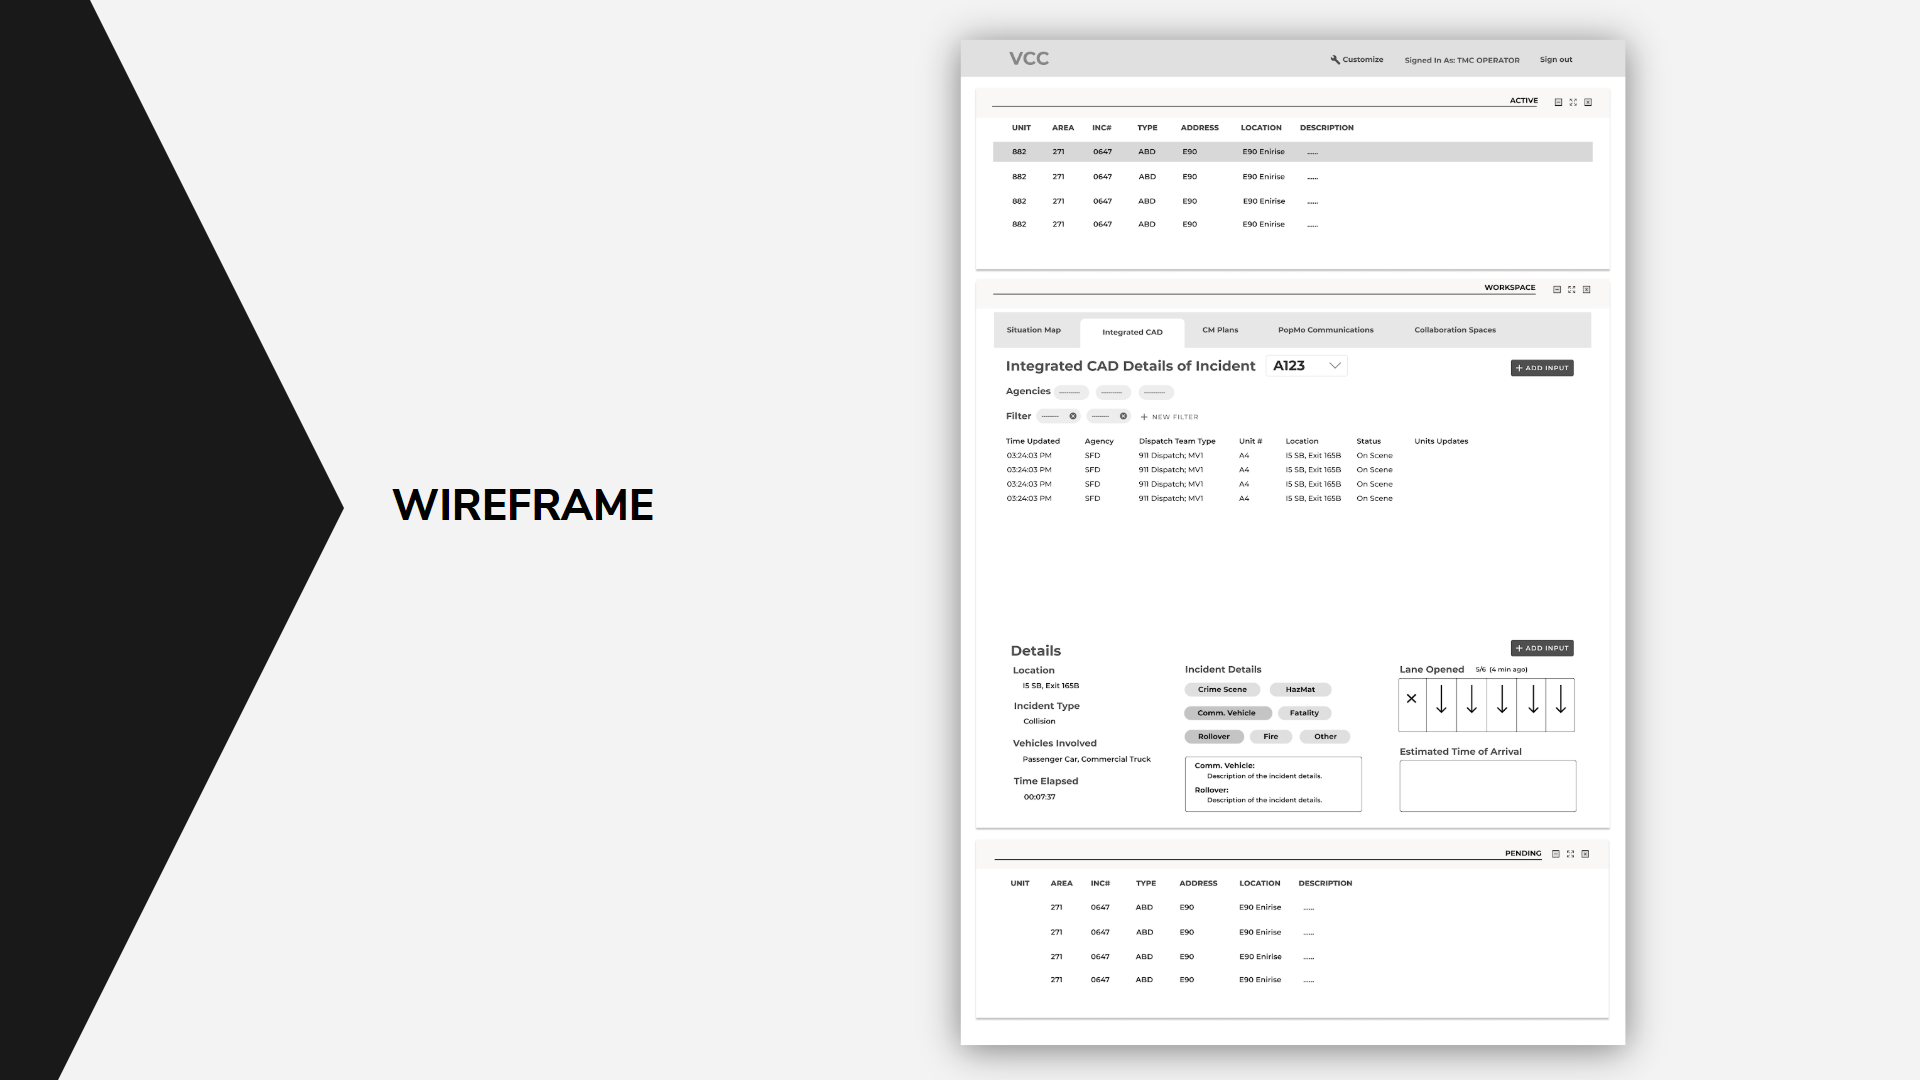 WIREFRAME
VCC
Customize Signed In As: TMC OPERATOR Sign out
ACTIVE
UNIT AREA INC# TYPE ADDRESS LOCATION DESCRIPTION
882 271 0647 ABD E90 E90 Enirise ......
882 271 0647 ABD E90 E90 Enirise ......
882 271 0647 ABD E90 E90 Enirise ......
882 271 0647 ABD E90 E90 Enirise ......
WORKSPACE
Situation Map Integrated CAD CM Plans PopMo Communications Collaboration Spaces
Integrated CAD Details of Incident A123 + ADD INPUT
Agencies
Filter + NEW FILTER
Time Updated Agency Dispatch Team Type Unit # Location Status Units Updates
03:24:03 PM SFD 911 Dispatch; MV1 A4 I5 SB, Exit 165B On Scene
03:24:03 PM SFD 911 Dispatch; MV1 A4 I5 SB, Exit 165B On Scene
03:24:03 PM SFD 911 Dispatch; MV1 A4 I5 SB, Exit 165B On Scene
03:24:03 PM SFD 911 Dispatch; MV1 A4 I5 SB, Exit 165B On Scene
Details + ADD INPUT
Location
I5 SB, Exit 165B
Incident Type
Collision
Vehicles Involved
Passenger Car, Commercial Truck
Time Elapsed
00:07:37
Incident Details
Crime Scene HazMat
Comm. Vehicle Fatality
Rollover Fire Other
Comm. Vehicle:
Description of the incident details.
Rollover:
Description of the incident details.
Lane Opened 5/6 (4 min ago)
Estimated Time of Arrival
PENDING
UNIT AREA INC# TYPE ADDRESS LOCATION DESCRIPTION
271 0647 ABD E90 E90 Enirise ......
271 0647 ABD E90 E90 Enirise ......
271 0647 ABD E90 E90 Enirise ......
271 0647 ABD E90 E90 Enirise ......